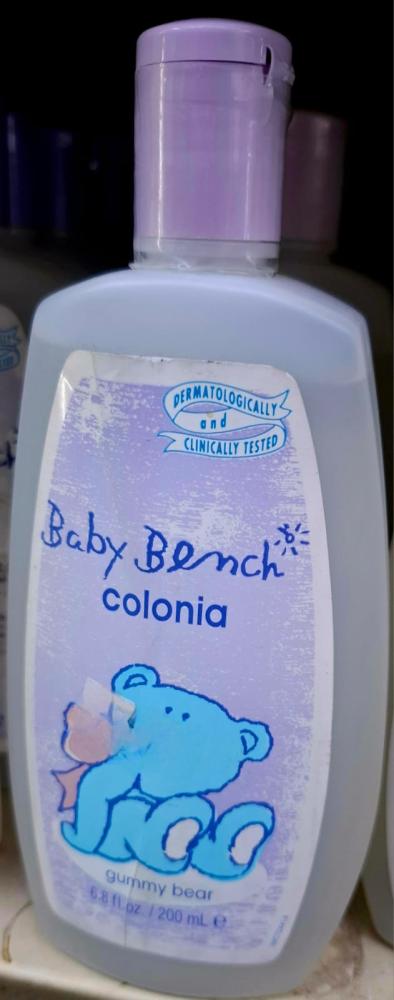 DERMATOLOGICALLY
and
CLINICALLY TESTED
Baby Bench
colonia
gummy bear
6.8 fl oz. / 200 mL ℮